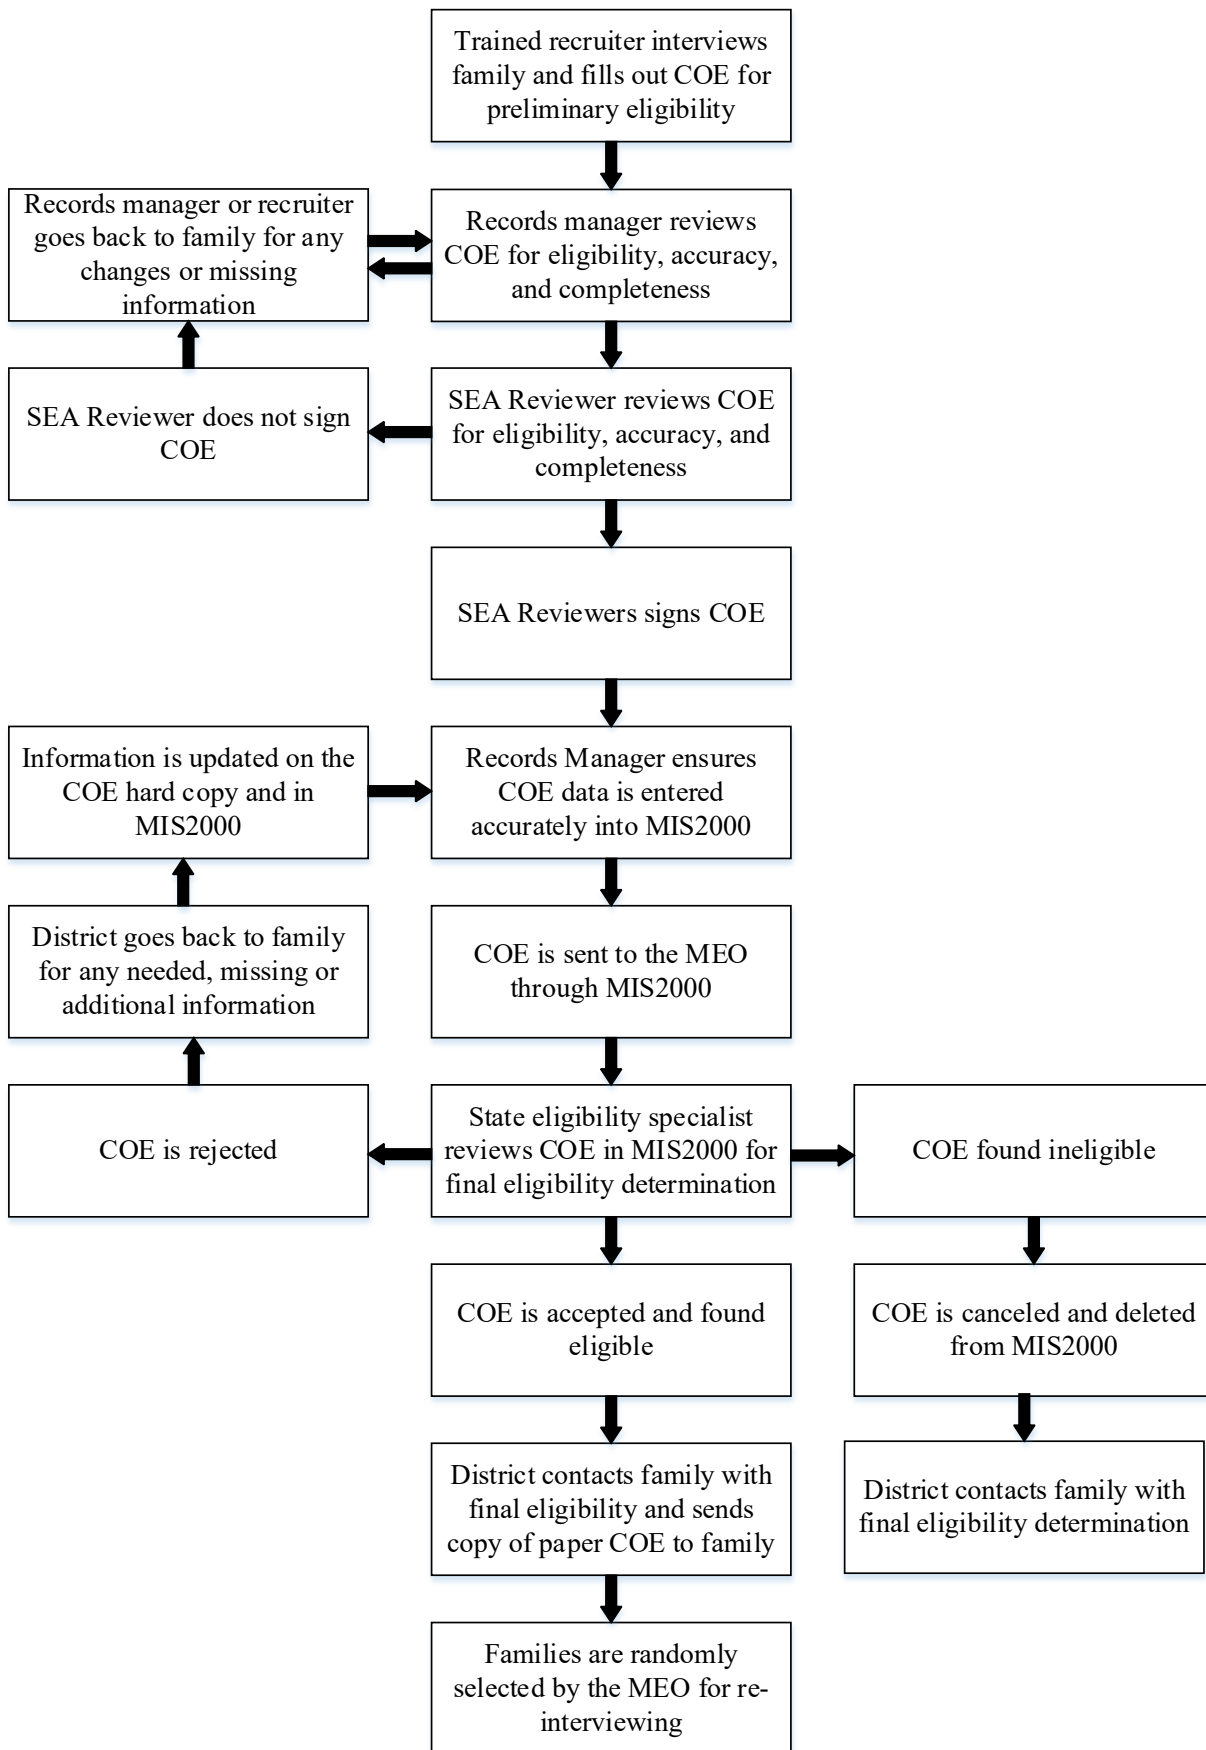 Trained recruiter interviews
family and fills out COE for
preliminary eligibility
Records manager or recruiter
goes back to family for any
changes or missing
information
Records manager reviews
COE for eligibility, accuracy,
and completeness
SEA Reviewer does not sign
COE
SEA Reviewer reviews COE
for eligibility, accuracy, and
completeness
SEA Reviewers signs COE
Information is updated on the
COE hard copy and in
MIS2000
Records Manager ensures
COE data is entered
accurately into MIS2000
District goes back to family
for any needed, missing or
additional information
COE is sent to the MEO
through MIS2000
COE is rejected
State eligibility specialist
reviews COE in MIS2000 for
final eligibility determination
COE found ineligible
COE is accepted and found
eligible
COE is canceled and deleted
from MIS2000
District contacts family with
final eligibility and sends
copy of paper COE to family
District contacts family with
final eligibility determination
Families are randomly
selected by the MEO for re-
interviewing